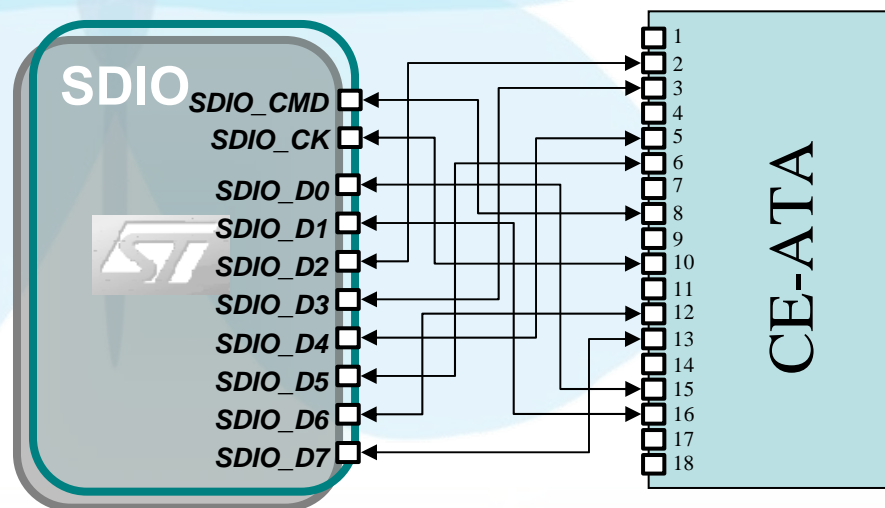 SDIO
SDIO_CMD
SDIO_CK
SDIO_D0
SDIO_D1
SDIO_D2
SDIO_D3
SDIO_D4
SDIO_D5
SDIO_D6
SDIO_D7
ST
1
2
3
4
5
6
7
8
9
10
11
12
13
14
15
16
17
18
CE-ATA